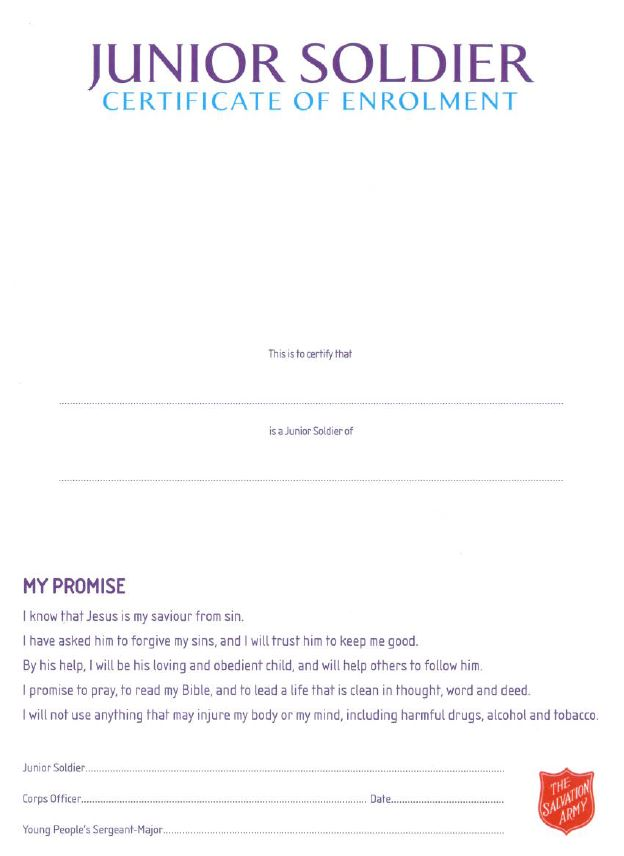 JUNIOR SOLDIER
CERTIFICATE OF ENROLMENT
This is to certify that
is a Junior Soldier of
MY PROMISE
I know that Jesus is my saviour from sin.
I have asked him to forgive my sins, and I will trust him to keep me good.
By his help, I will be his loving and obedient child, and will help others to follow him.
I promise to pray, to read my Bible, and to lead a life that is clean in thought, word and deed.
I will not use anything that may injure my body or my mind, including harmful drugs, alcohol and tobacco.
Junior Soldier
Corps Officer Date
Young People's Sergeant-Major
THE
SALVATION
ARMY